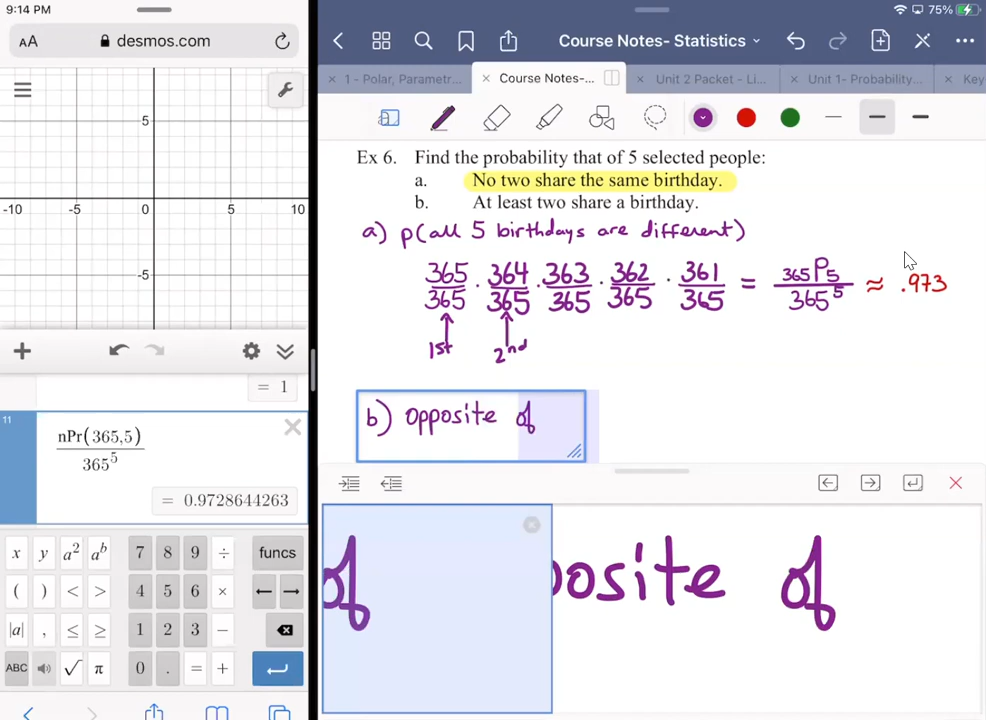 9:14 PM
75%
AA
desmos.com
Course Notes- Statistics
1 - Polar, Parametr...
Course Notes-...
Unit 2 Packet - Li...
Unit 1- Probability...
Key
5
-10 -5 0 5 10
-5
= 1
11
nPr(365,5)
365^5
= 0.9728644263
x y a² a^b 7 8 9 ÷ funcs
( ) < > 4 5 6 × ← →
|a| , ≤ ≥ 1 2 3 −
ABC √ π 0 . = +
Ex 6. Find the probability that of 5 selected people:
a. No two share the same birthday.
b. At least two share a birthday.
a) p(all 5 birthdays are different)
365/365 · 364/365 · 363/365 · 362/365 · 361/365 = 365P5/365^5 ≈ .973
1st 2nd
b) opposite of
of posite of